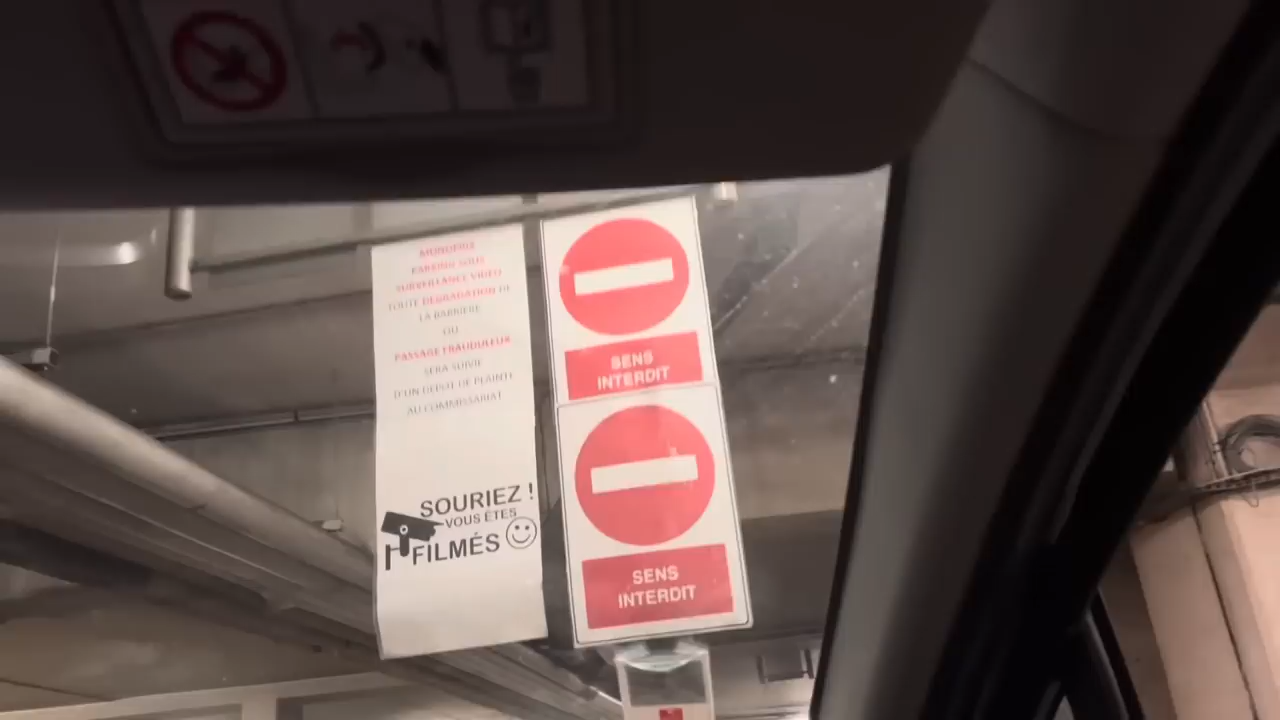 PARKING SOUS
SURVEILLANCE VIDEO
TOUTE DEGRADATION DE
LA BARRIERE
OU
PASSAGE FRAUDULEUX
SERA SUIVIE
D'UN DEPOT DE PLAINTE
AU COMMISSARIAT
SOURIEZ !
VOUS ÊTES
FILMÉS
SENS
INTERDIT
SENS
INTERDIT